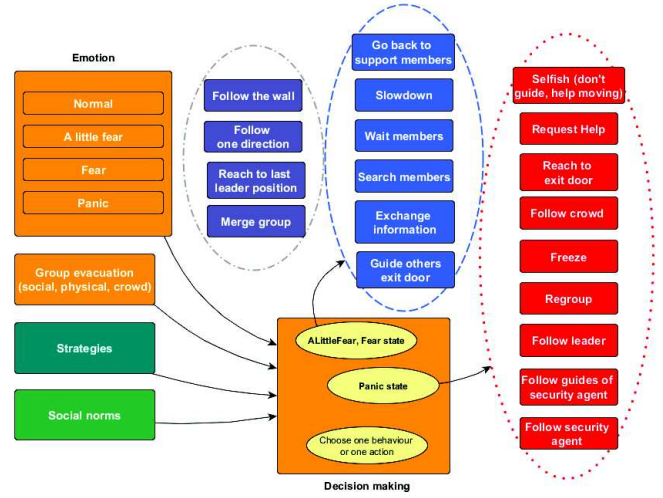 Emotion
Normal
A little fear
Fear
Panic
Group evacuation
(social, physical, crowd)
Strategies
Social norms
Follow the wall
Follow
one direction
Reach to last
leader position
Merge group
Go back to
support members
Slowdown
Wait members
Search members
Exchange
information
Guide others
exit door
ALittleFear, Fear state
Panic state
Choose one behaviour
or one action
Decision making
Selfish (don't
guide, help moving)
Request Help
Reach to
exit door
Follow crowd
Freeze
Regroup
Follow leader
Follow guides of
security agent
Follow security
agent